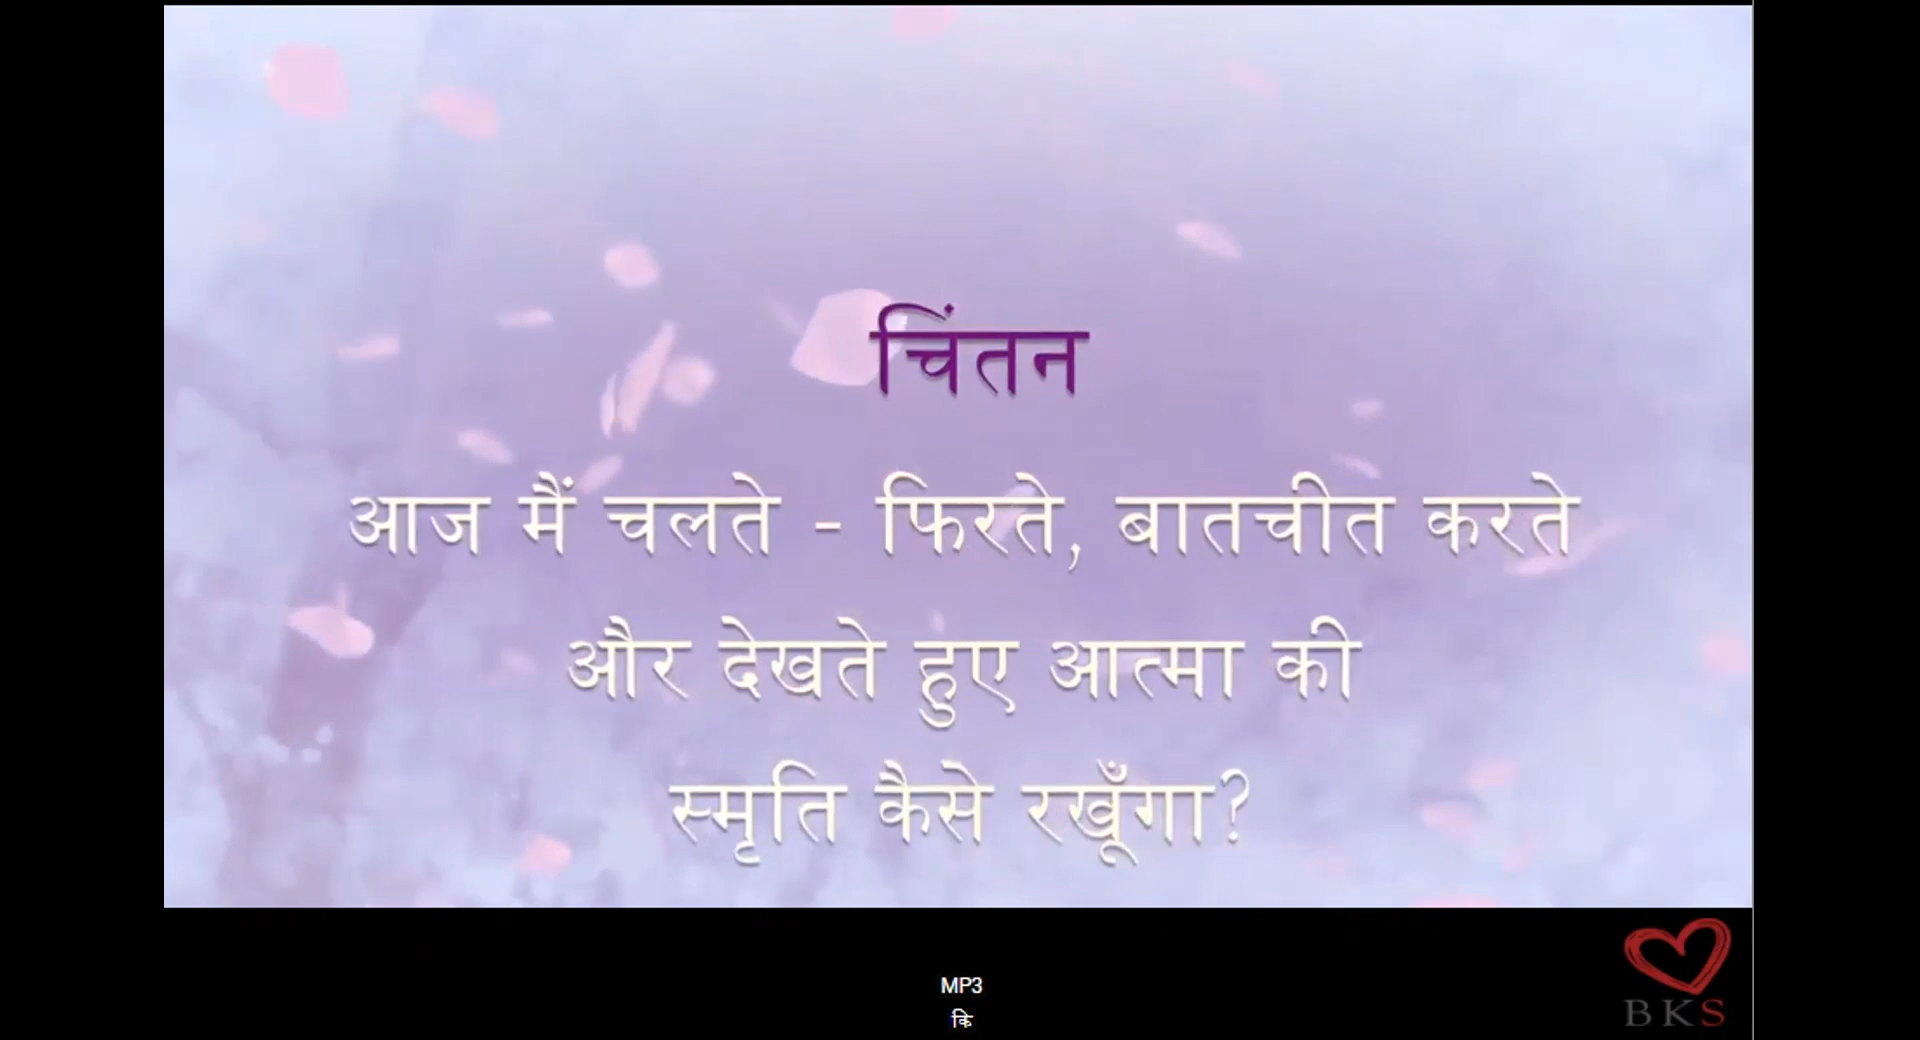 चिंतन
आज मैं चलते - फिरते, बातचीत करते
और देखते हुए आत्मा की
स्मृति कैसे रखूँगा?
MP3
कि
BKS